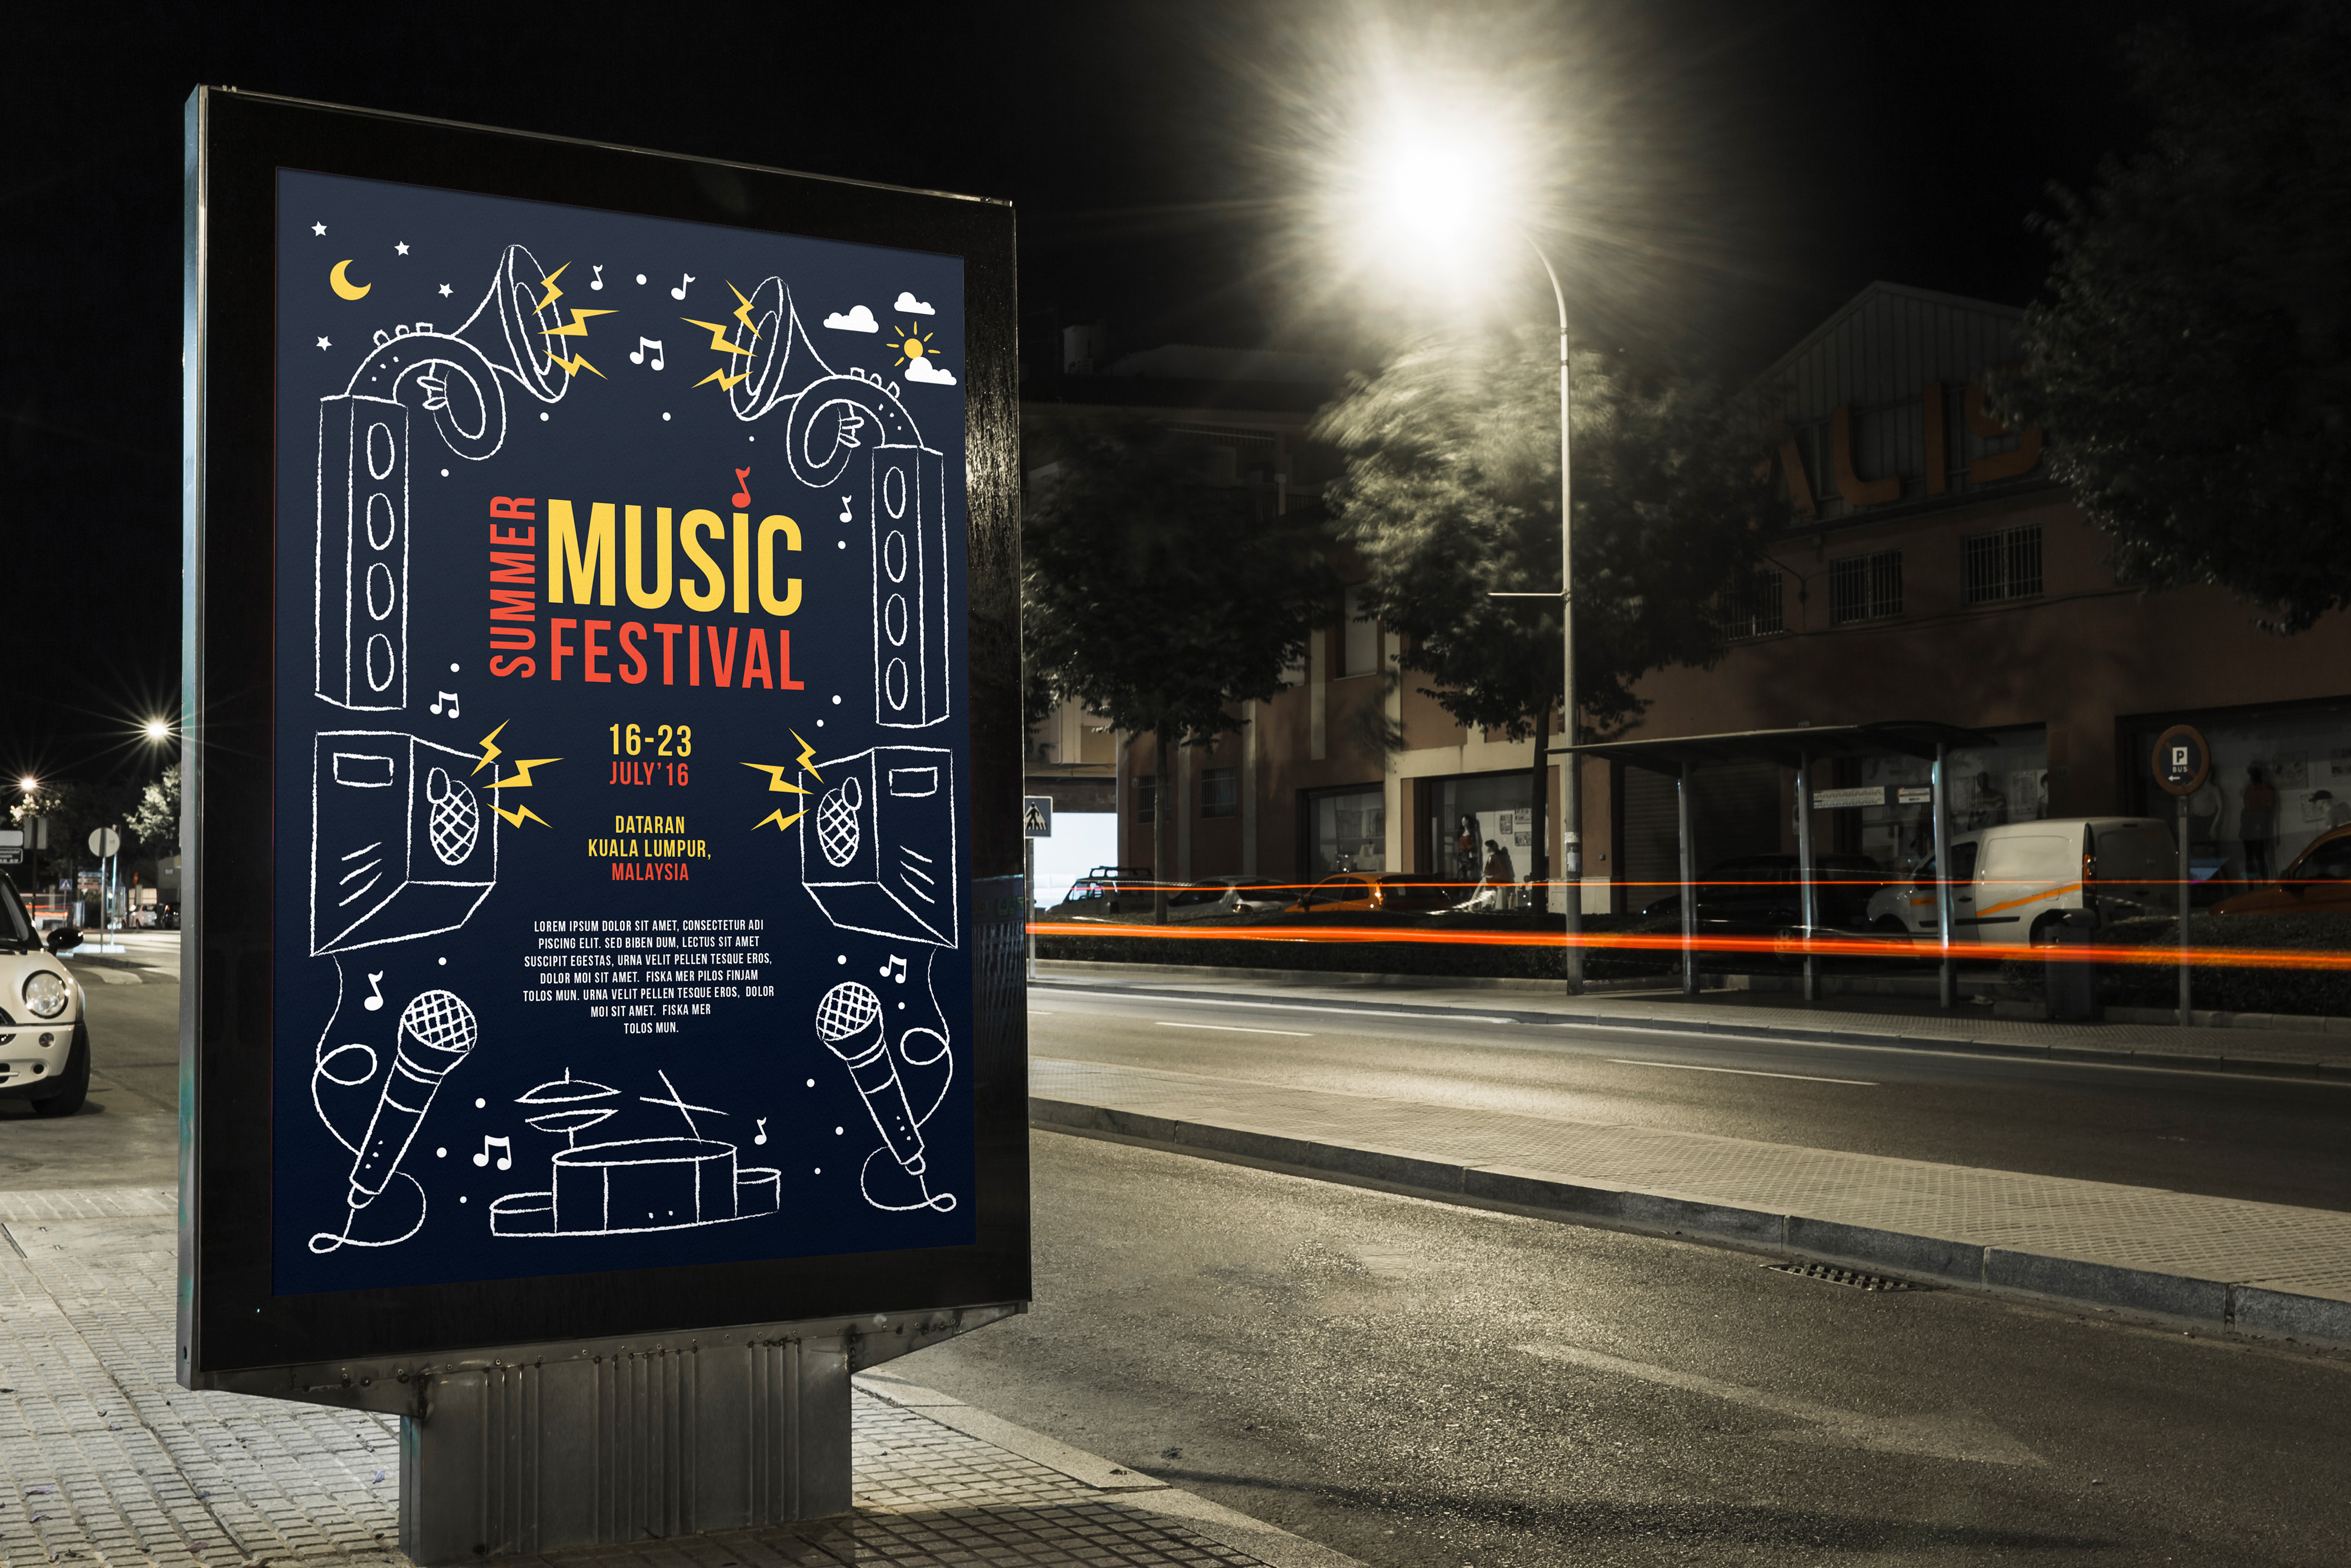 SUMMER
MUSIC
FESTIVAL
16-23
JULY'16
DATARAN
KUALA LUMPUR,
MALAYSIA
LOREM IPSUM DOLOR SIT AMET, CONSECTETUR ADI
PISCING ELIT. SED BIBEN DUM, LECTUS SIT AMET
SUSCIPIT EGESTAS, URNA VELIT PELLEN TESQUE EROS,
DOLOR MOI SIT AMET. FISKA MER PILOS FINJAM
TOLOS MUN. URNA VELIT PELLEN TESQUE EROS, DOLOR
MOI SIT AMET. FISKA MER
TOLOS MUN.
P
BUS